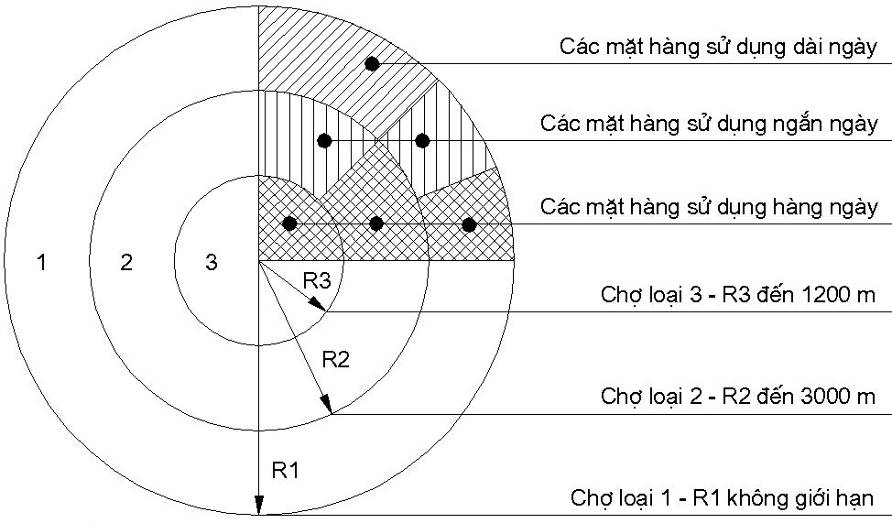 Các mặt hàng sử dụng dài ngày
Các mặt hàng sử dụng ngắn ngày
Các mặt hàng sử dụng hàng ngày
1
2
3
R3
Chợ loại 3 - R3 đến 1200 m
R2
Chợ loại 2 - R2 đến 3000 m
R1
Chợ loại 1 - R1 không giới hạn